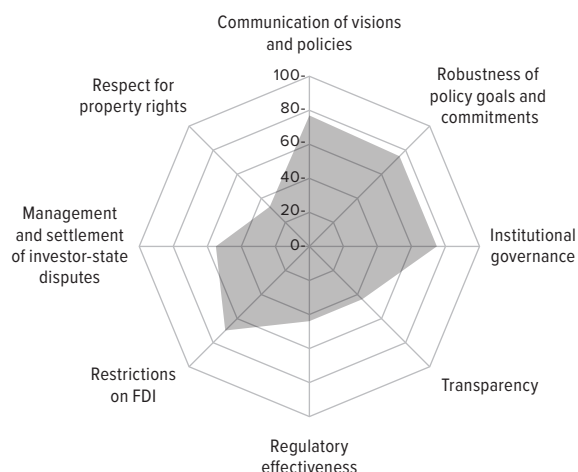 Communication of visions
and policies
Robustness of
policy goals and
commitments
Institutional
governance
Transparency
Regulatory
effectiveness
Restrictions
on FDI
Management
and settlement
of investor-state
disputes
Respect for
property rights
100-
80-
60-
40-
20-
0-